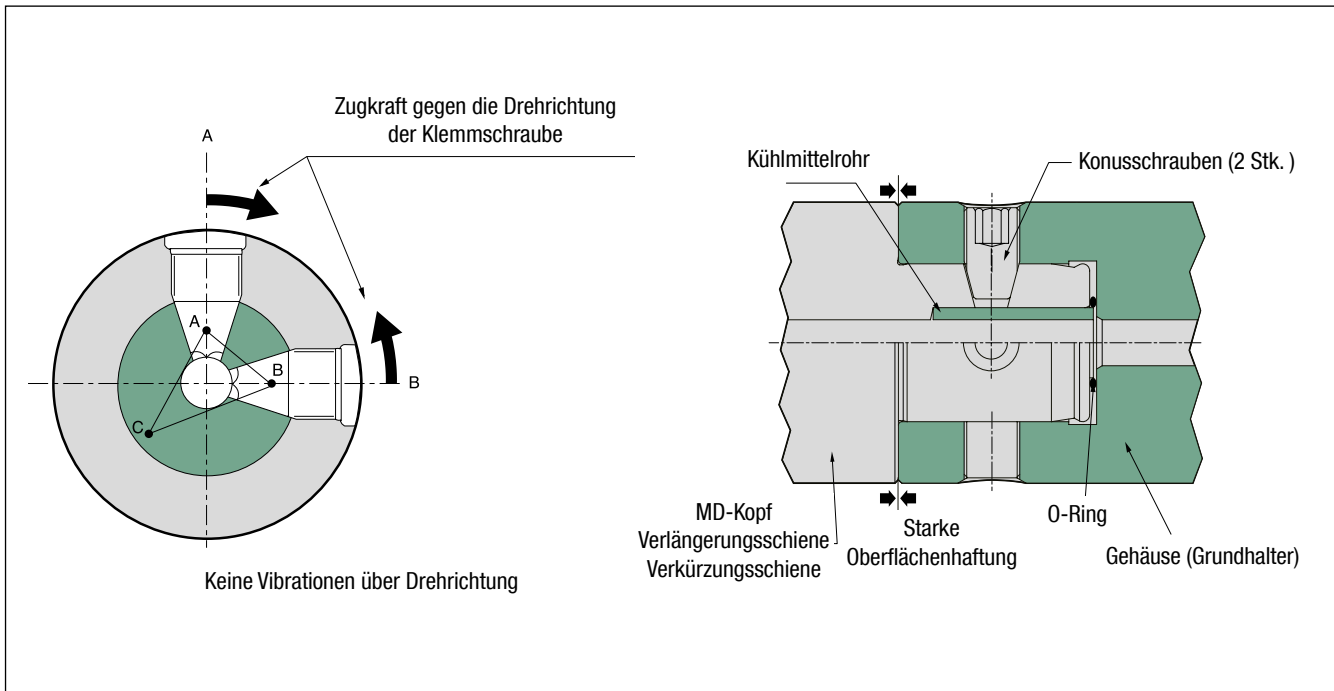 Zugkraft gegen die Drehrichtung
der Klemmschraube
A
A
B
B
C
Keine Vibrationen über Drehrichtung
Kühlmittelrohr
Konusschrauben (2 Stk. )
MD-Kopf
Verlängerungsschiene
Verkürzungsschiene
Starke
Oberflächenhaftung
O-Ring
Gehäuse (Grundhalter)